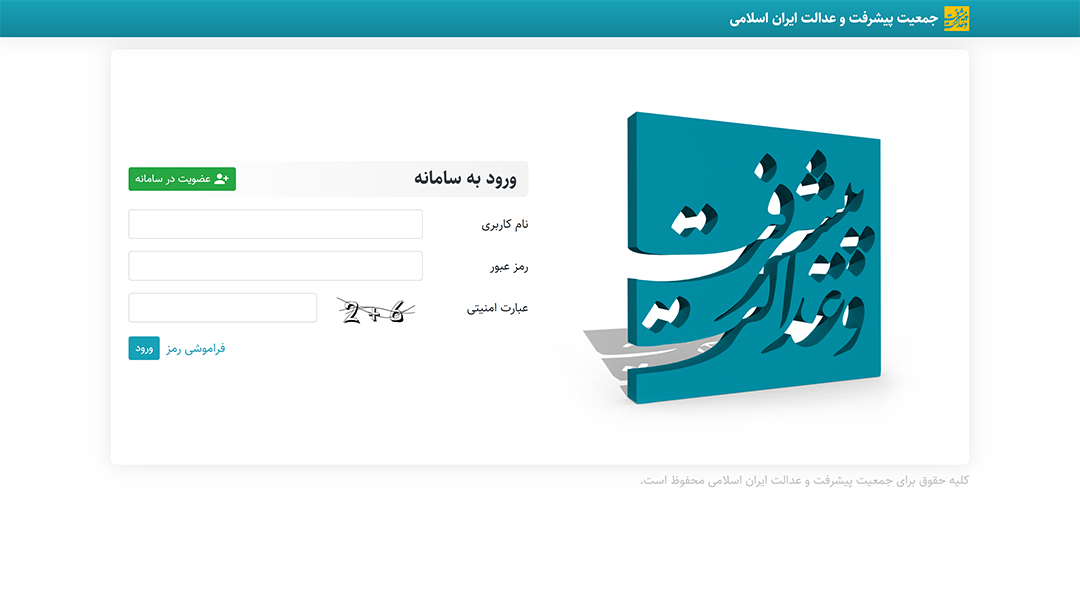 جمعیت پیشرفت و عدالت ایران اسلامی
پیشرفت
و عدالت
ورود به سامانه
عضویت در سامانه
نام کاربری
رمز عبور
عبارت امنیتی
2+6
فراموشی رمز
ورود
کلیه حقوق برای جمعیت پیشرفت و عدالت ایران اسلامی محفوظ است.